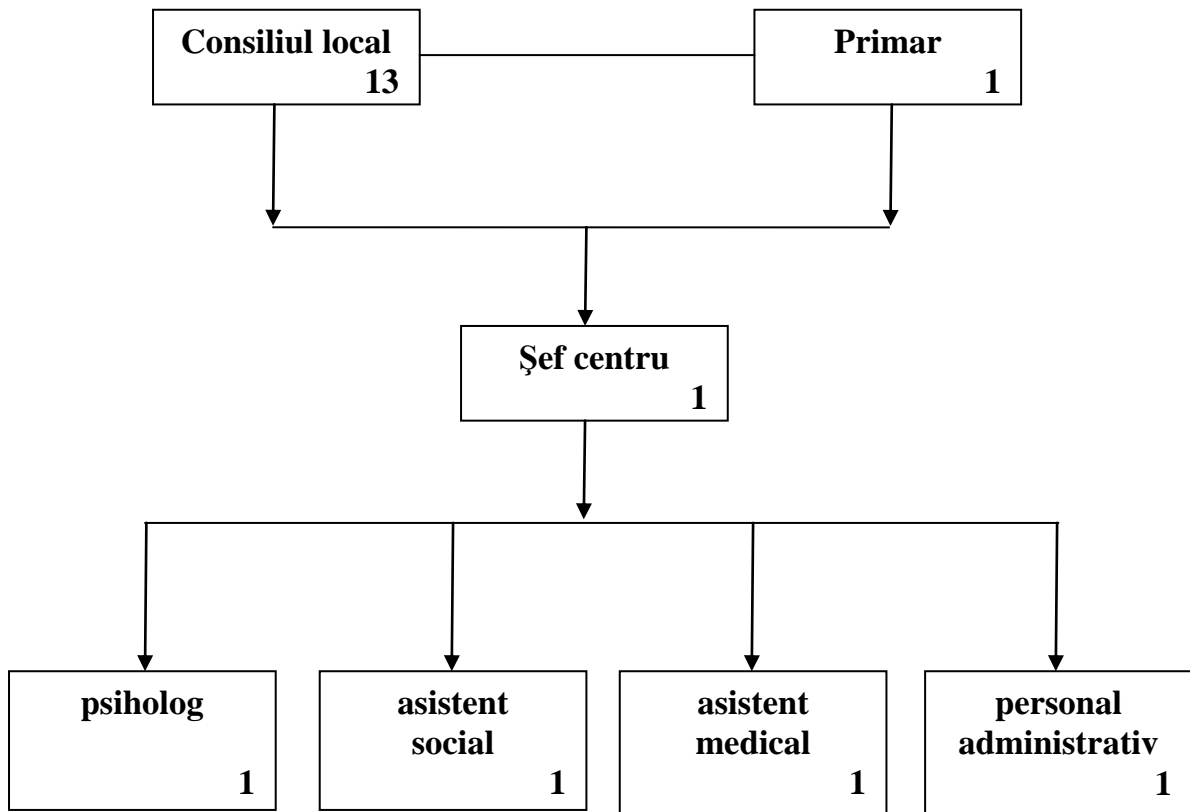 Consiliul local
13
Primar
1
Şef centru
1
psiholog
1
asistent
social
1
asistent
medical
1
personal
administrativ
1